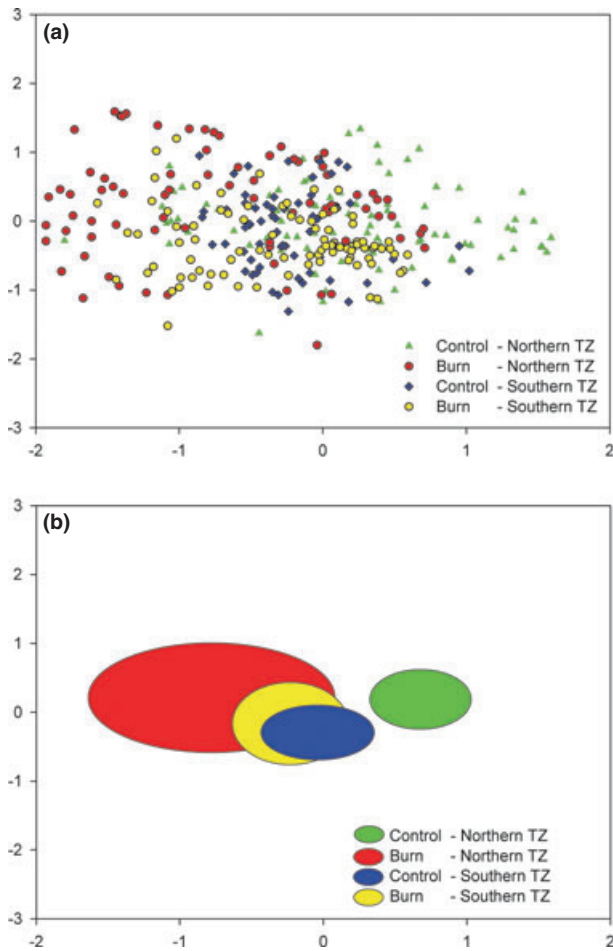 (a)
3
2
1
0
-1
-2
-3
-2 -1 0 1 2
Control - Northern TZ
Burn - Northern TZ
Control - Southern TZ
Burn - Southern TZ
(b)
3
2
1
0
-1
-2
-3
-2 -1 0 1 2
Control - Northern TZ
Burn - Northern TZ
Control - Southern TZ
Burn - Southern TZ